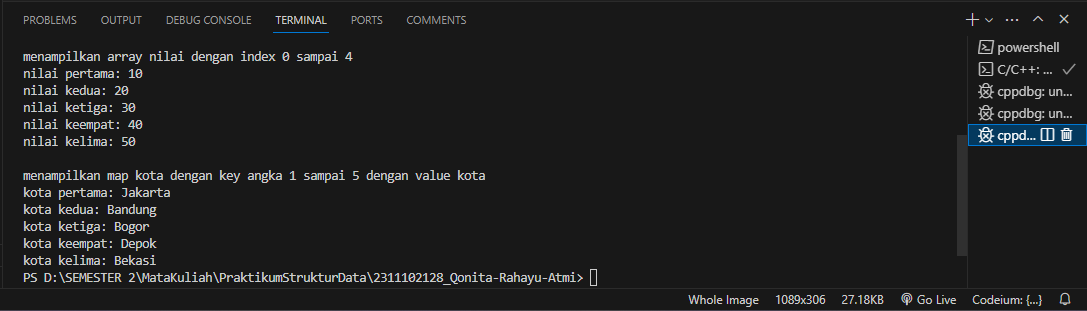 PROBLEMS OUTPUT DEBUG CONSOLE TERMINAL PORTS COMMENTS
menampilkan array nilai dengan index 0 sampai 4
nilai pertama: 10
nilai kedua: 20
nilai ketiga: 30
nilai keempat: 40
nilai kelima: 50
menampilkan map kota dengan key angka 1 sampai 5 dengan value kota
kota pertama: Jakarta
kota kedua: Bandung
kota ketiga: Bogor
kota keempat: Depok
kota kelima: Bekasi
PS D:\SEMESTER 2\MataKuliah\PraktikumStrukturData\2311102128_Qonita-Rahayu-Atmi>
powershell
C/C++: ...
cppdbg: un...
cppdbg: un...
cppd...
Whole Image 1089x306 27.18KB Go Live Codeium: {...}